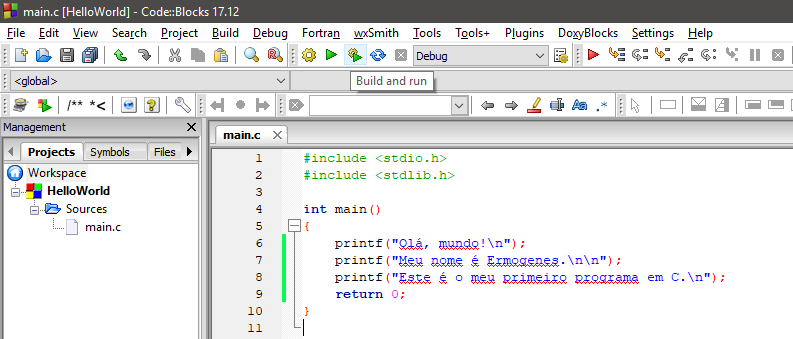 main.c [HelloWorld] - Code::Blocks 17.12
File Edit View Search Project Build Debug Fortran wxSmith Tools Tools+ Plugins DoxyBlocks Settings Help
Debug
Build and run
<global>
/** *<
Aa .*
Management
main.c
Projects Symbols Files
Workspace
HelloWorld
Sources
main.c
1 #include <stdio.h>
2 #include <stdlib.h>
3
4 int main()
5 {
6 printf("Olá, mundo!\n");
7 printf("Meu nome é Ermogenes.\n\n");
8 printf("Este é o meu primeiro programa em C.\n");
9 return 0;
10 }
11